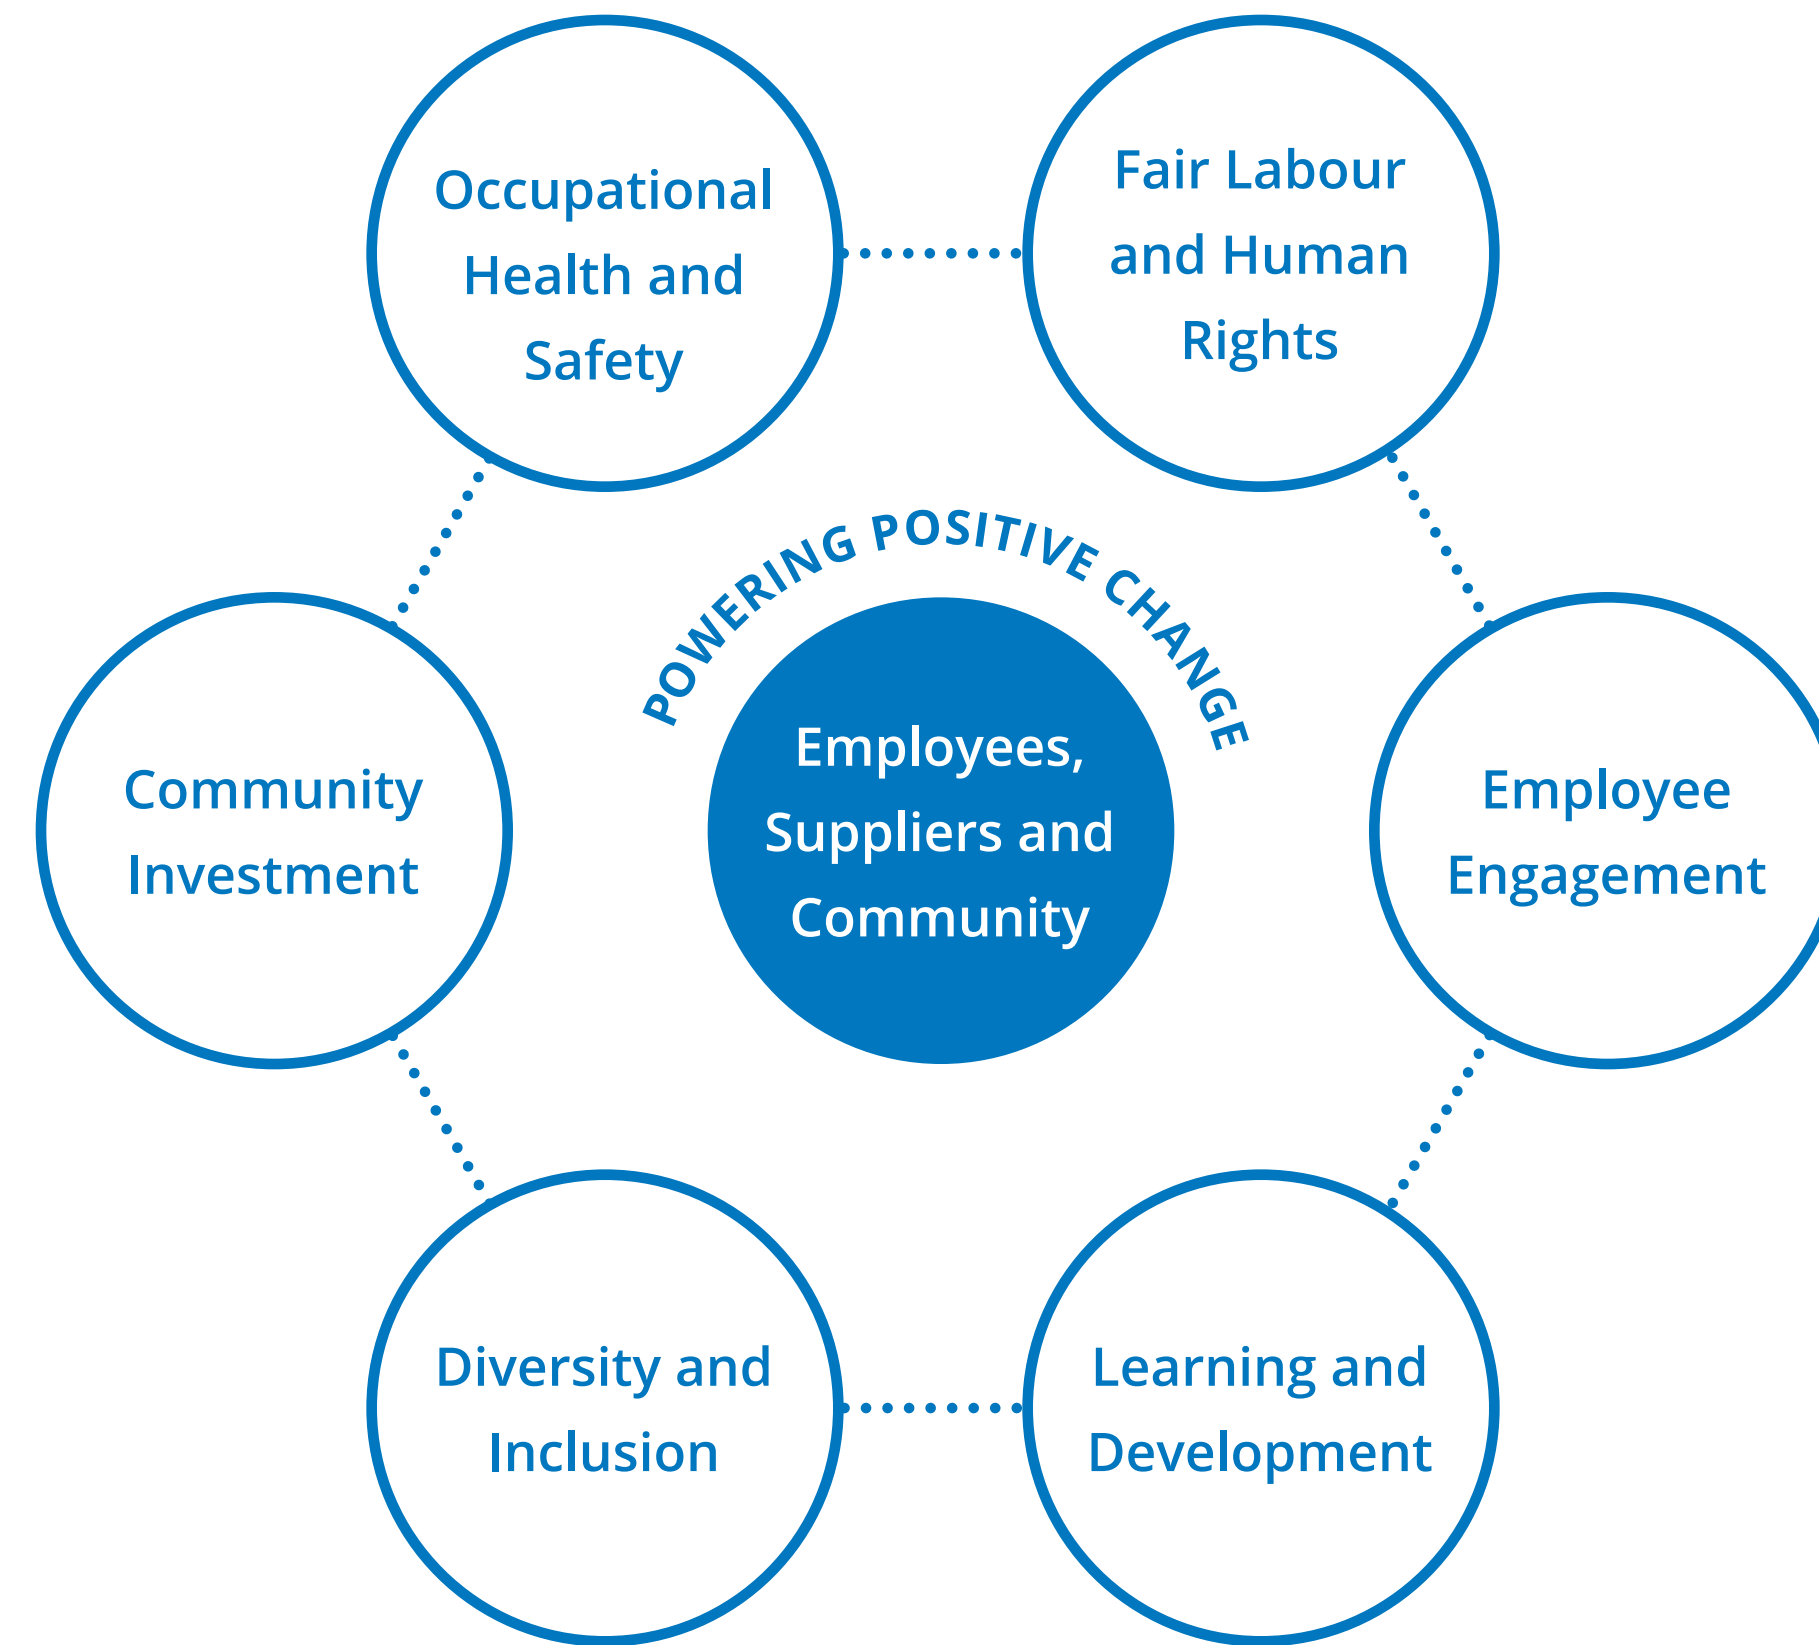 Occupational
Health and
Safety
Fair Labour
and Human
Rights
POWERING POSITIVE CHANGE
Employees,
Suppliers and
Community
Community
Investment
Employee
Engagement
Diversity and
Inclusion
Learning and
Development